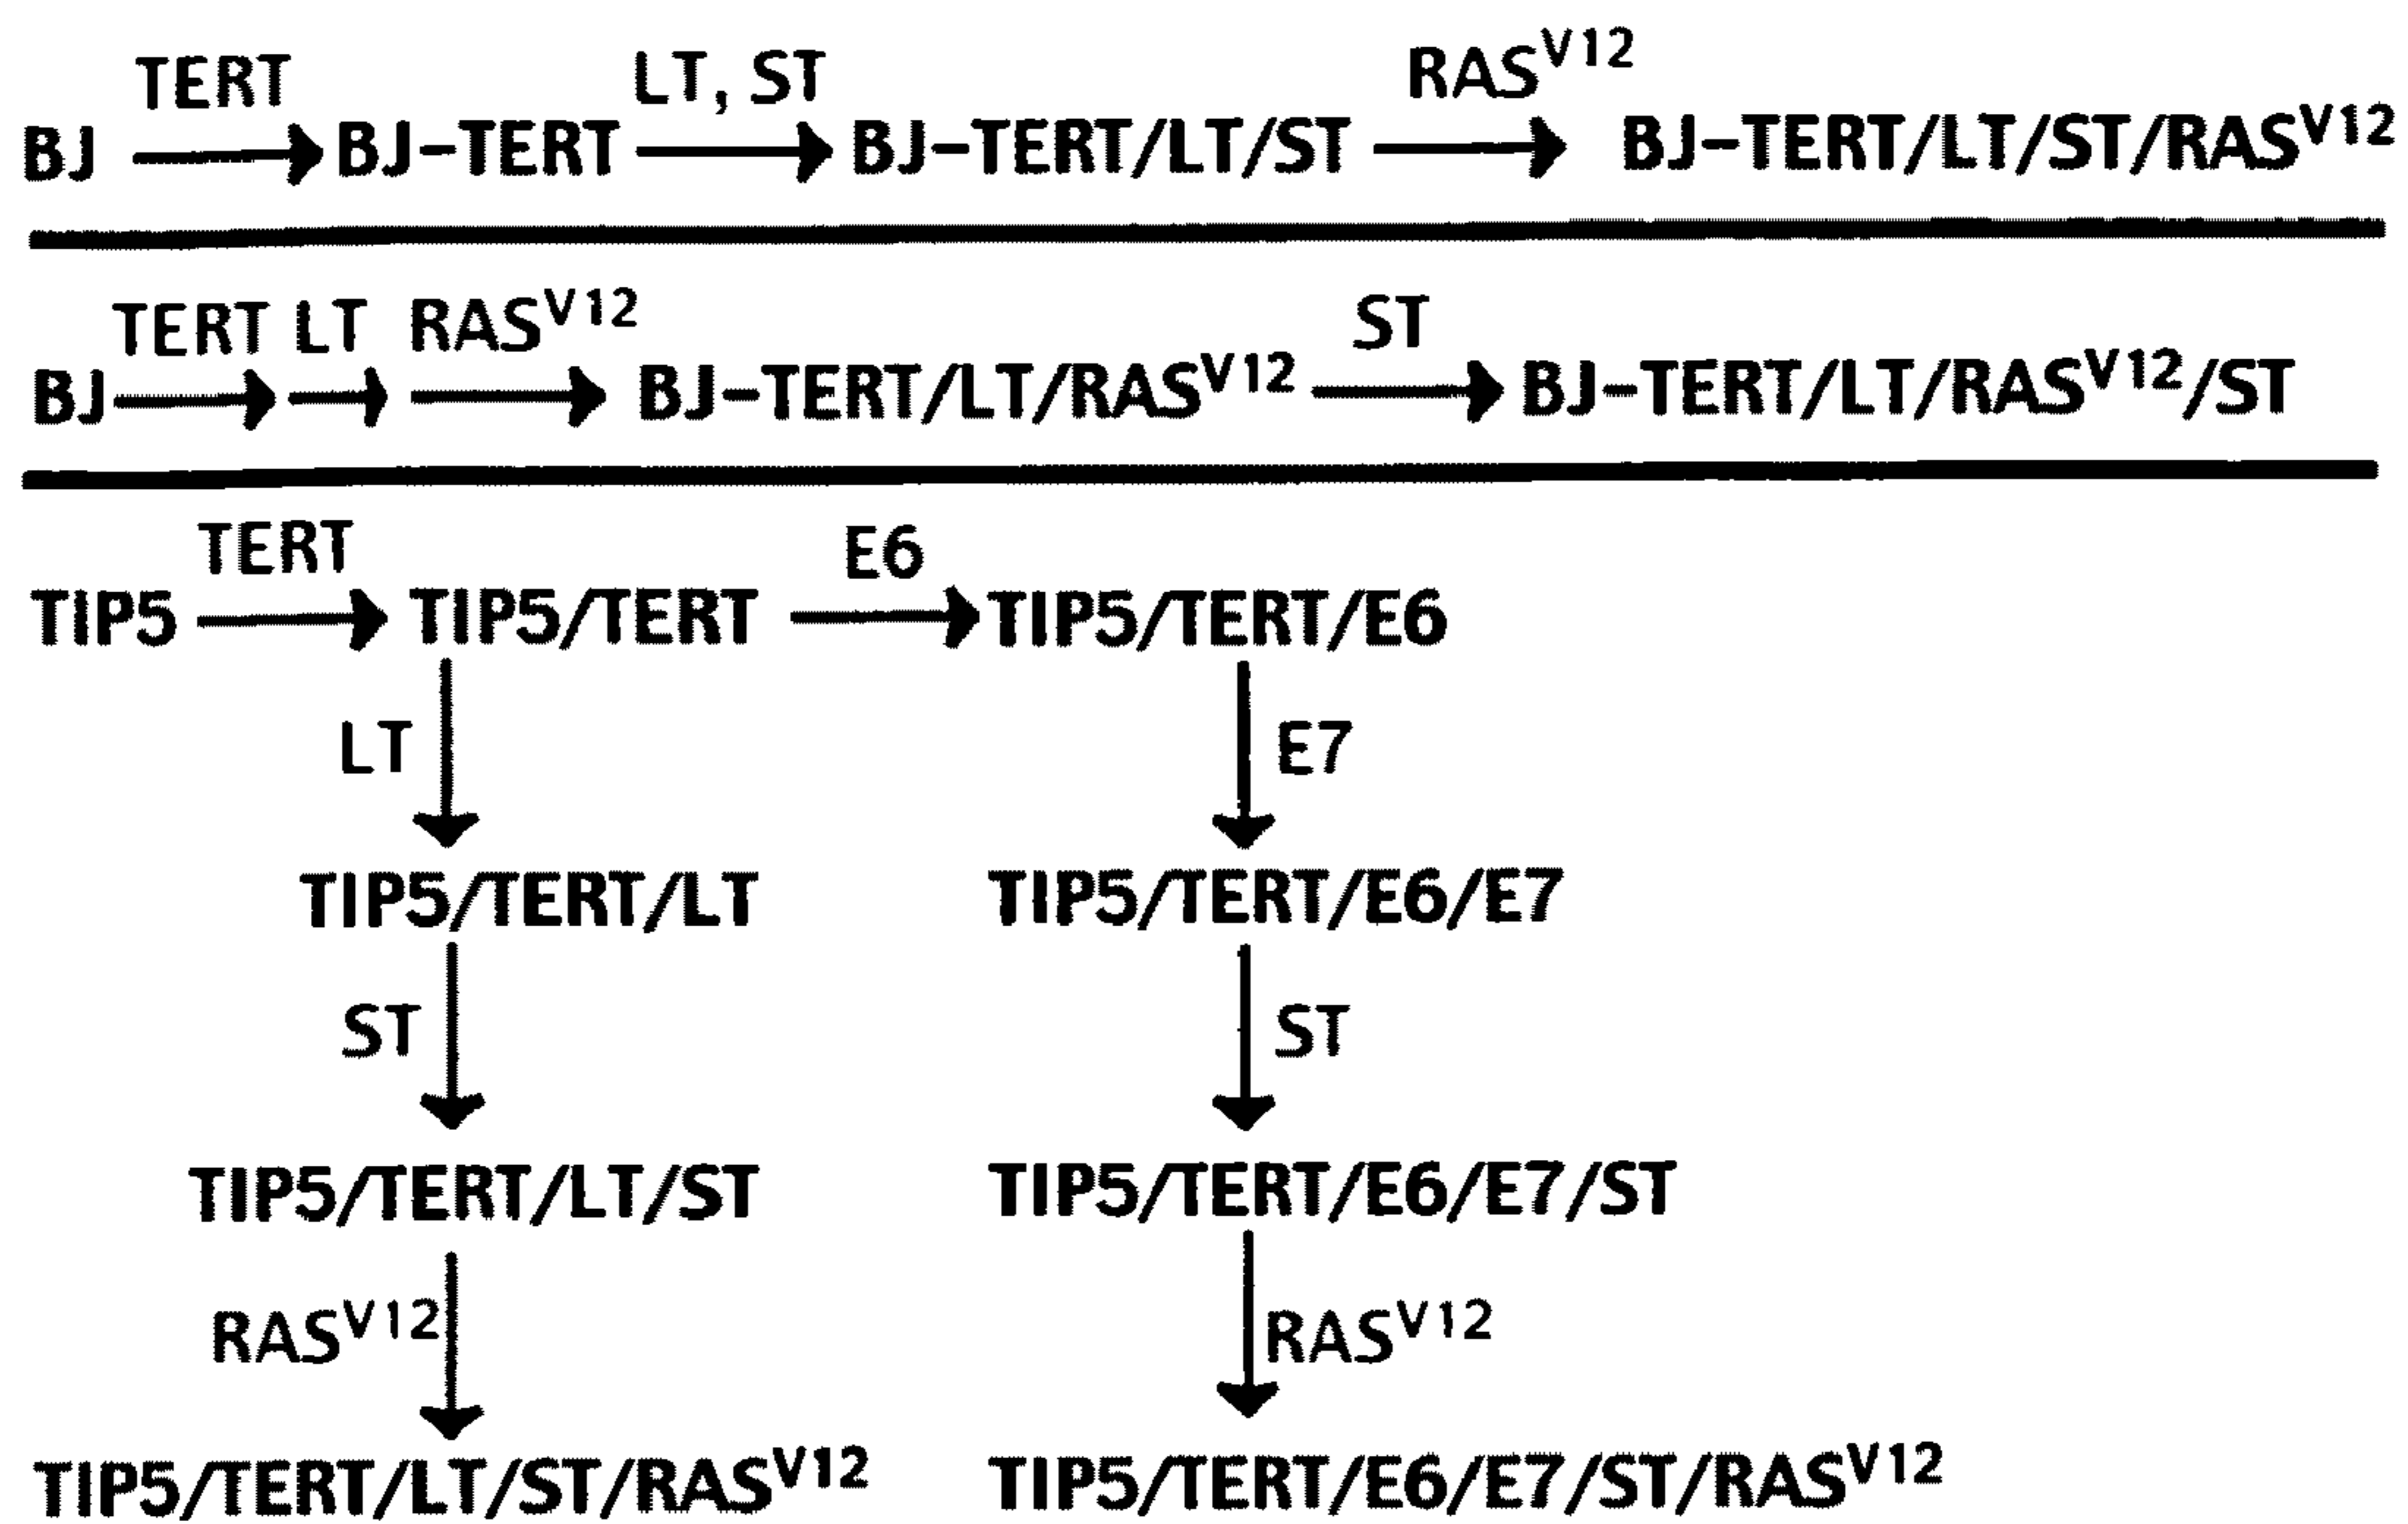 TERT LT, ST RAS^V12
BJ BJ-TERT BJ-TERT/LT/ST BJ-TERT/LT/ST/RAS^V12
TERT LT RAS^V12 ST
BJ BJ-TERT/LT/RAS^V12 BJ-TERT/LT/RAS^V12/ST
TERT E6
TIP5 TIP5/TERT TIP5/TERT/E6
LT E7
TIP5/TERT/LT TIP5/TERT/E6/E7
ST ST
TIP5/TERT/LT/ST TIP5/TERT/E6/E7/ST
RAS^V12 RAS^V12
TIP5/TERT/LT/ST/RAS^V12 TIP5/TERT/E6/E7/ST/RAS^V12